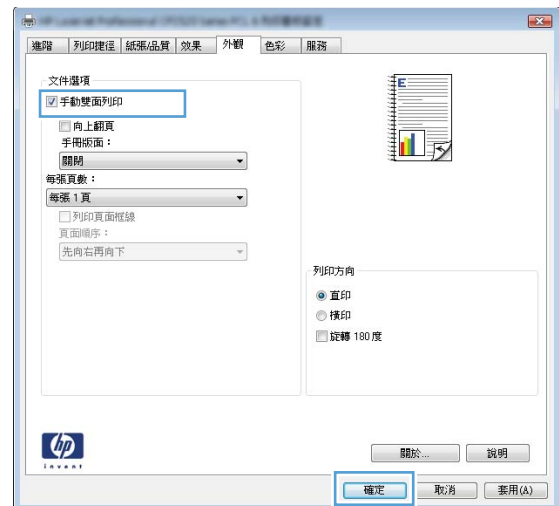 進階 列印捷徑 紙張/品質 效果 外觀 色彩 服務
文件選項
手動雙面列印
向上翻頁
手冊版面：
關閉
每張頁數：
每張 1 頁
列印頁面框線
頁面順序：
先向右再向下
E
列印方向
直印
橫印
旋轉 180 度
hp
invent
關於... 說明
確定 取消 套用(A)